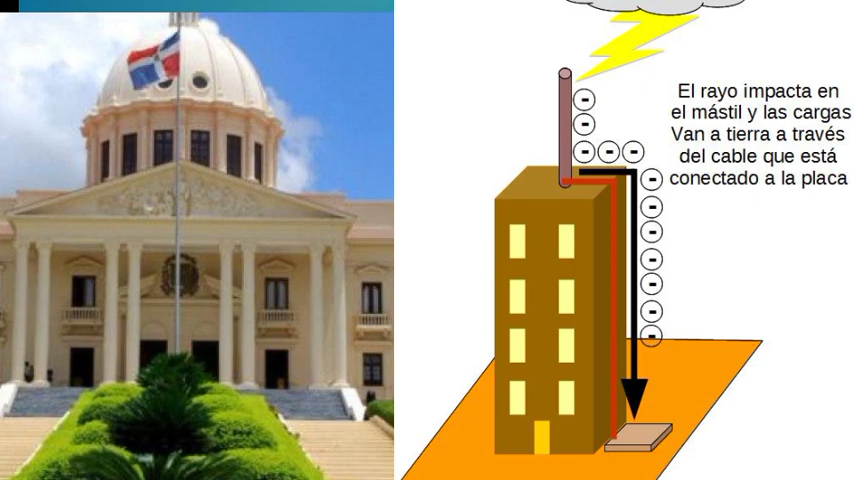 El rayo impacta en
el mástil y las cargas
Van a tierra a través
del cable que está
conectado a la placa